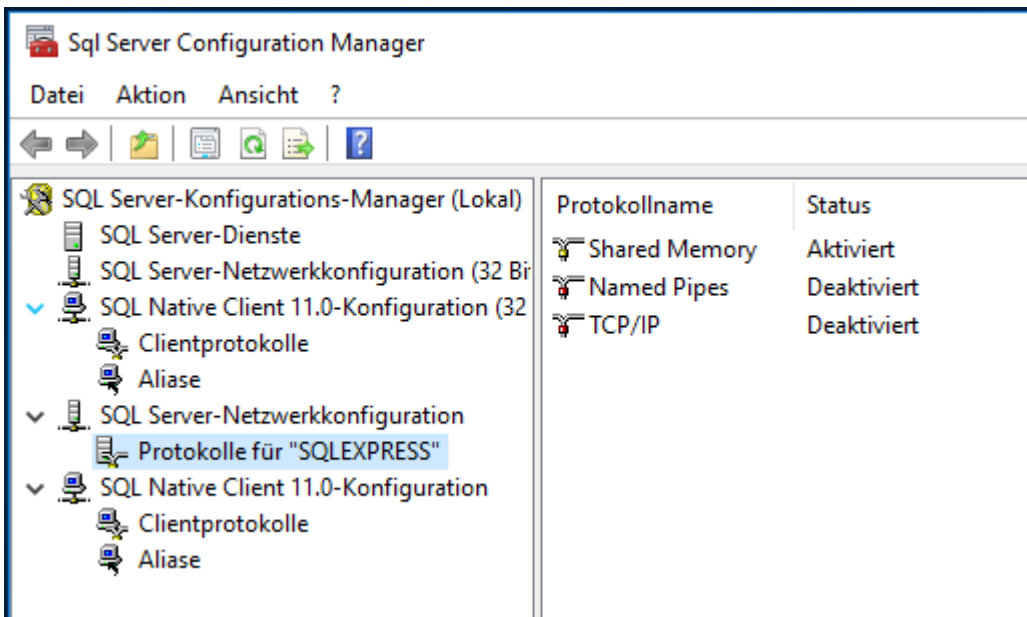 Sql Server Configuration Manager
Datei Aktion Ansicht ?
SQL Server-Konfigurations-Manager (Lokal)
SQL Server-Dienste
SQL Server-Netzwerkkonfiguration (32 Bi
SQL Native Client 11.0-Konfiguration (32
Clientprotokolle
Aliase
SQL Server-Netzwerkkonfiguration
Protokolle für "SQLEXPRESS"
SQL Native Client 11.0-Konfiguration
Clientprotokolle
Aliase
Protokollname Status
Shared Memory Aktiviert
Named Pipes Deaktiviert
TCP/IP Deaktiviert